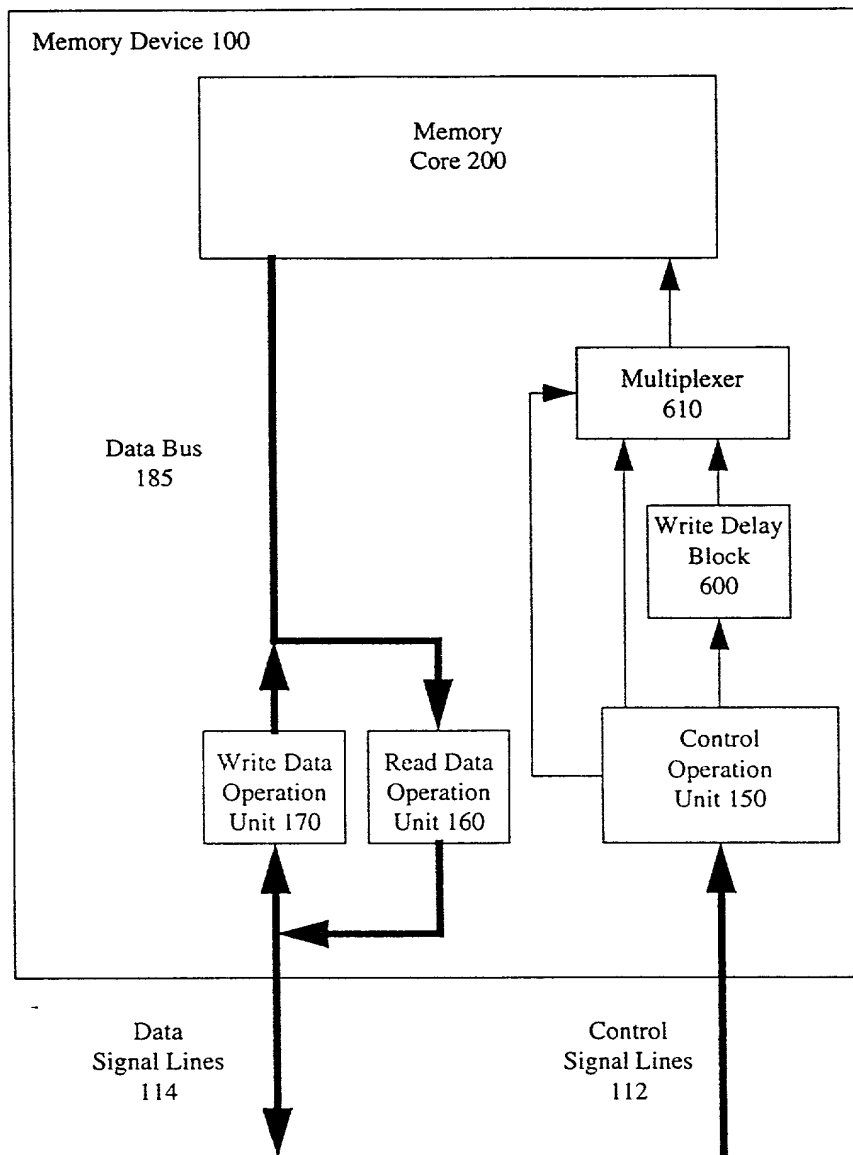 Memory Device 100
Memory
Core 200
Multiplexer
610
Data Bus
185
Write Delay
Block
600
Write Data
Operation
Unit 170
Read Data
Operation
Unit 160
Control
Operation
Unit 150
Data
Signal Lines
114
Control
Signal Lines
112